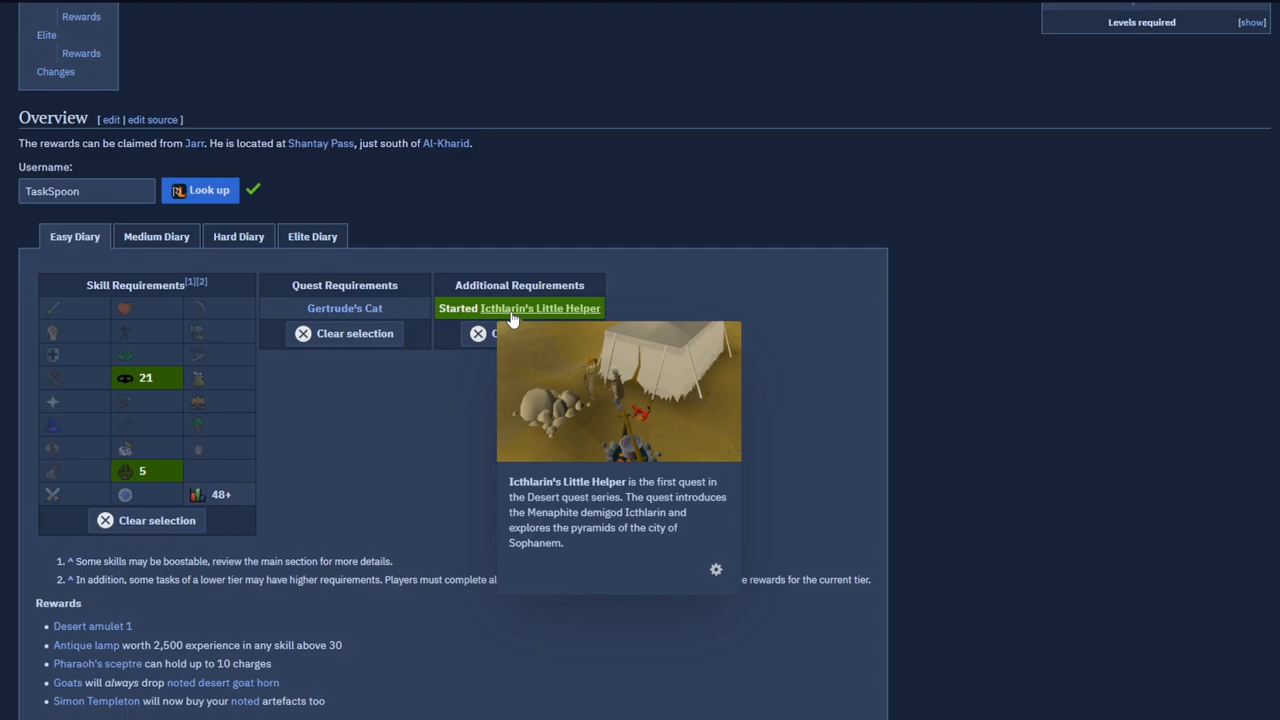 Rewards
Elite
Rewards
Changes
Levels required [show]
Overview [ edit | edit source ]
The rewards can be claimed from Jarr. He is located at Shantay Pass, just south of Al-Kharid.
Username:
TaskSpoon
Look up
Easy Diary Medium Diary Hard Diary Elite Diary
Skill Requirements[1][2] Quest Requirements Additional Requirements
Gertrude's Cat Started Icthlarin's Little Helper
Clear selection
21
5
48+
Clear selection
Icthlarin's Little Helper is the first quest in
the Desert quest series. The quest introduces
the Menaphite demigod Icthlarin and
explores the pyramids of the city of
Sophanem.
1. ^ Some skills may be boostable, review the main section for more details.
2. ^ In addition, some tasks of a lower tier may have higher requirements. Players must complete al e rewards for the current tier.
Rewards
• Desert amulet 1
• Antique lamp worth 2,500 experience in any skill above 30
• Pharaoh's sceptre can hold up to 10 charges
• Goats will always drop noted desert goat horn
• Simon Templeton will now buy your noted artefacts too